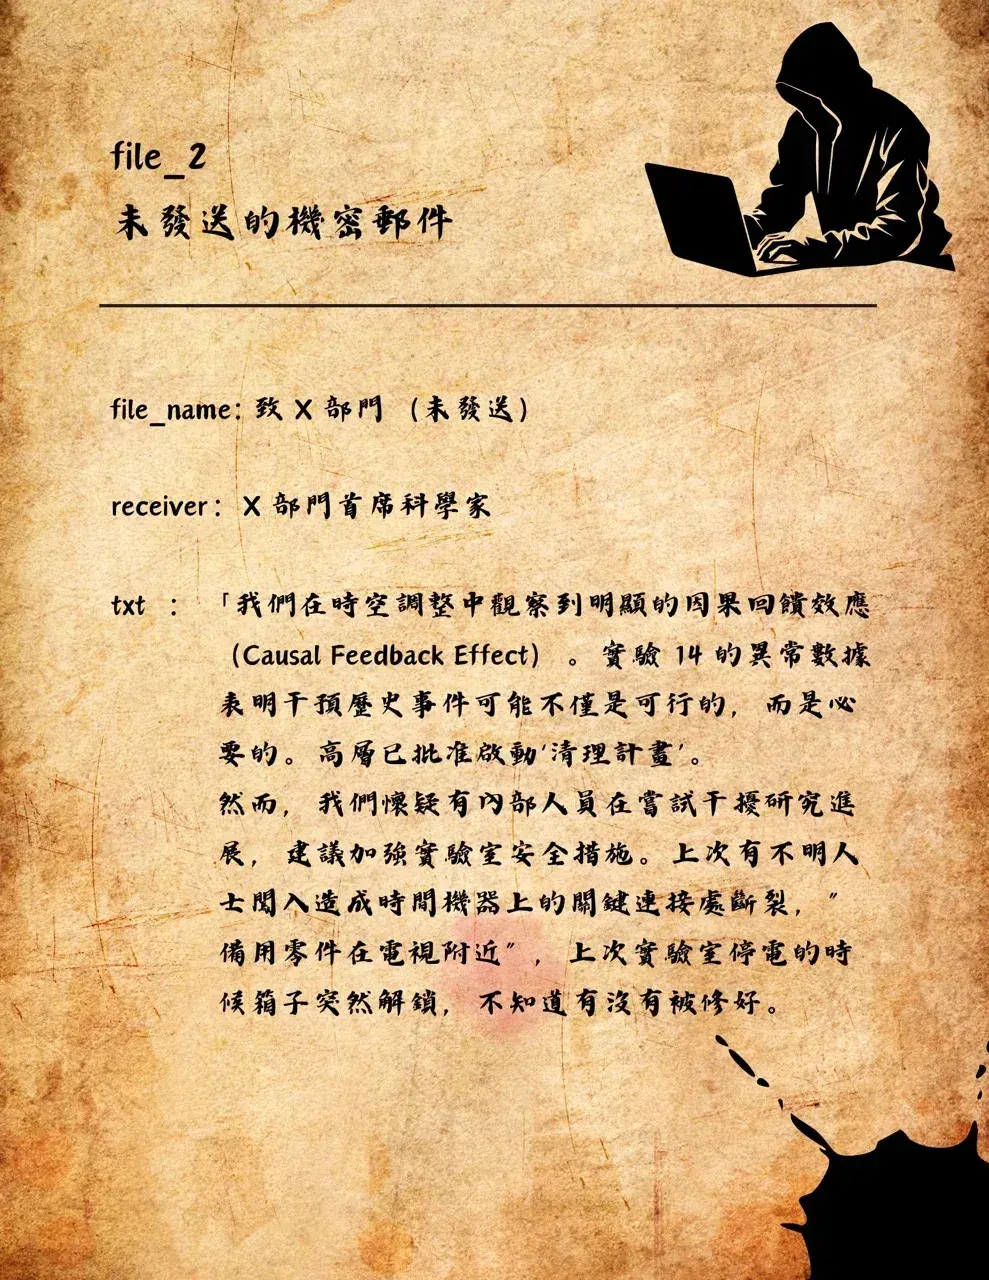 file_2
未發送的機密郵件
file_name: 致 X 部門（未發送）
receiver： X 部門首席科學家
txt ： 「我們在時空調整中觀察到明顯的因果回饋效應
（Causal Feedback Effect）。實驗 14 的異常數據
表明干預歷史事件可能不僅是可行的，而是必
要的。高層已批准啟動'清理計畫'。
然而，我們懷疑有內部人員在嘗試干擾研究進
展，建議加強實驗室安全措施。上次有不明人
士闖入造成時間機器上的關鍵連接處斷裂，"
備用零件在電視附近"，上次實驗室停電的時
候箱子突然解鎖，不知道有沒有被修好。